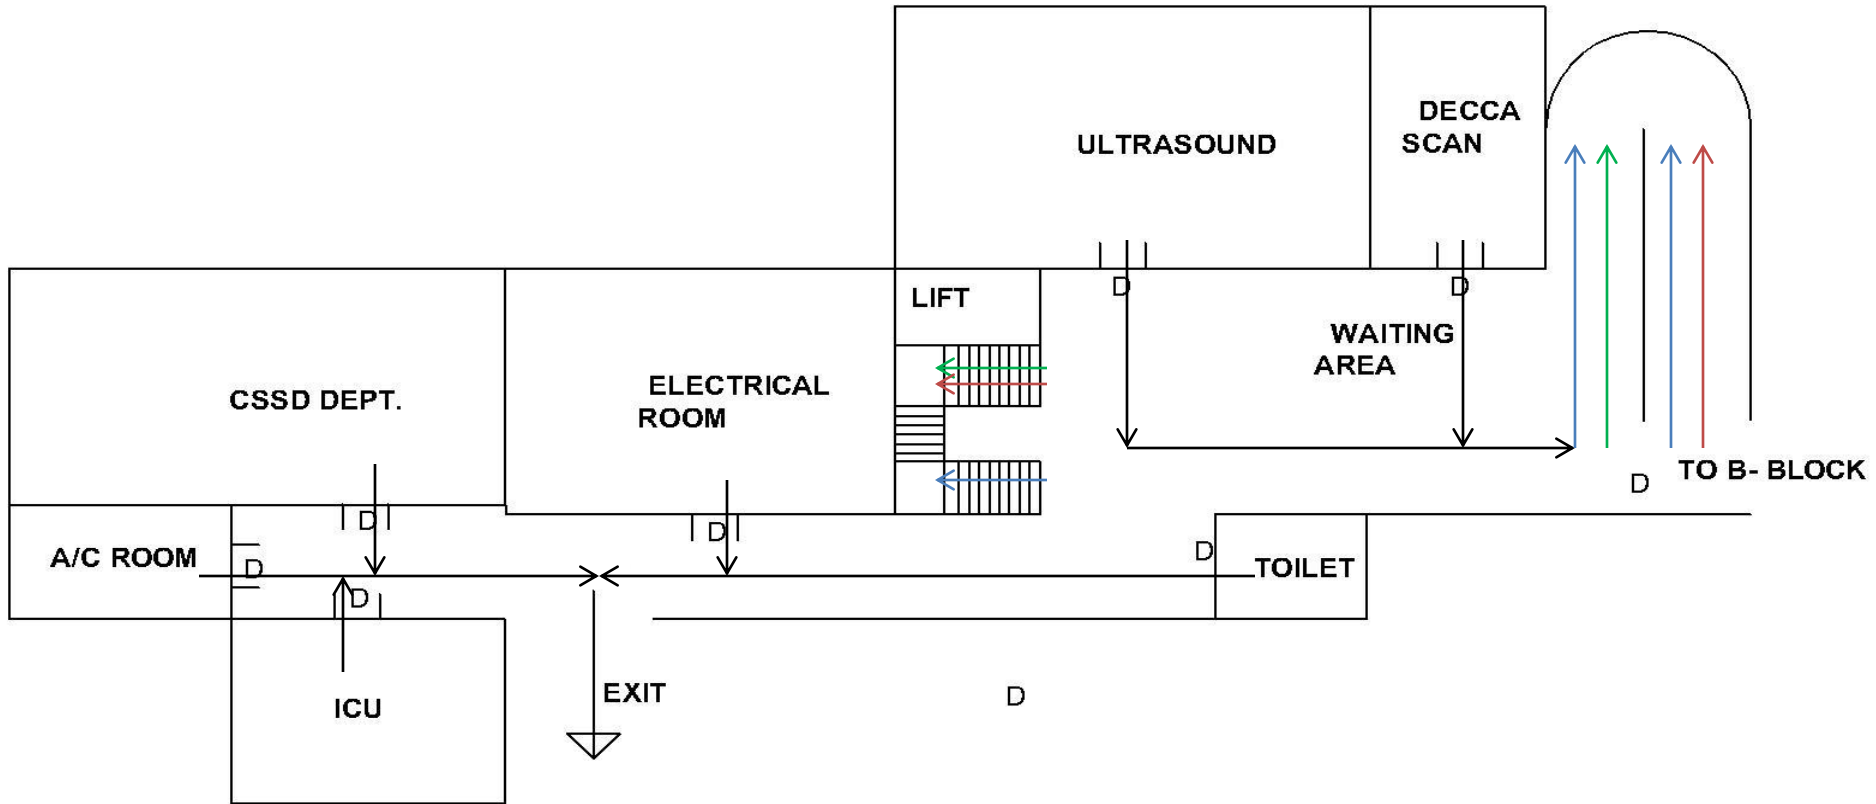 DECCA
SCAN
ULTRASOUND
D
D
LIFT
WAITING
AREA
CSSD DEPT.
ELECTRICAL
ROOM
TO B- BLOCK
D
D
D
D
A/C ROOM
D
TOILET
D
EXIT
D
ICU